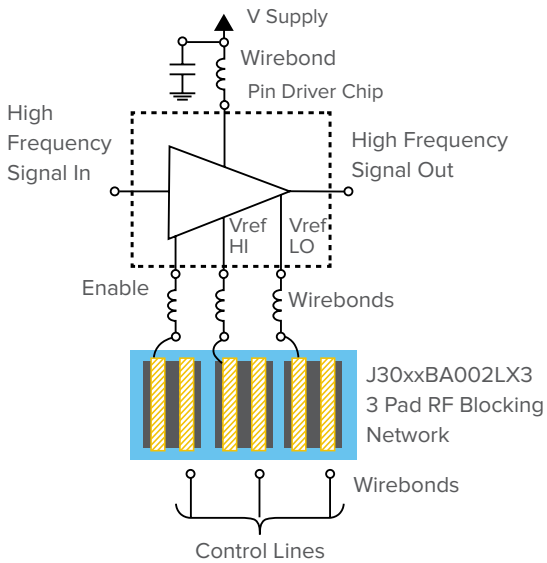 V Supply
Wirebond
Pin Driver Chip
High
Frequency
Signal In
High Frequency
Signal Out
Vref
HI
Vref
LO
Enable
Wirebonds
J30xxBA002LX3
3 Pad RF Blocking
Network
Wirebonds
Control Lines